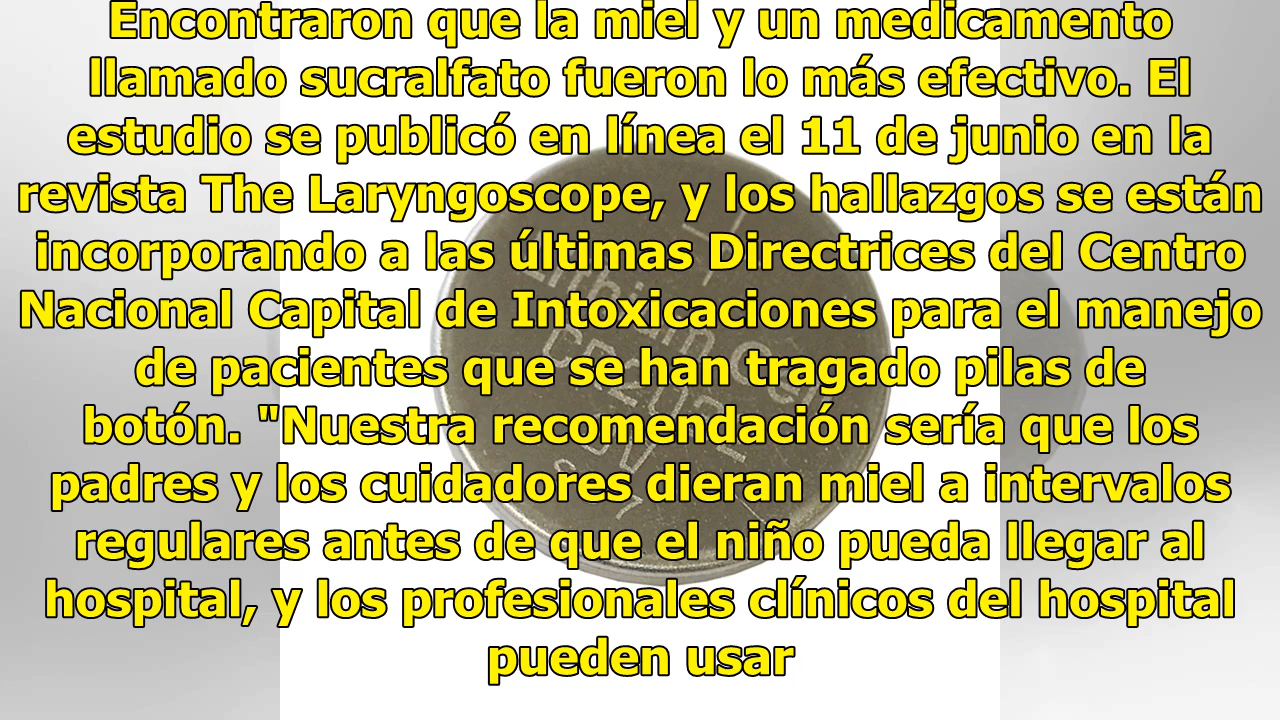 Encontraron que la miel y un medicamento
llamado sucralfato fueron lo más efectivo. El
estudio se publicó en línea el 11 de junio en la
revista The Laryngoscope, y los hallazgos se están
incorporando a las últimas Directrices del Centro
Nacional Capital de Intoxicaciones para el manejo
de pacientes que se han tragado pilas de
botón. "Nuestra recomendación sería que los
padres y los cuidadores dieran miel a intervalos
regulares antes de que el niño pueda llegar al
hospital, y los profesionales clínicos del hospital
pueden usar
Lithium Cell